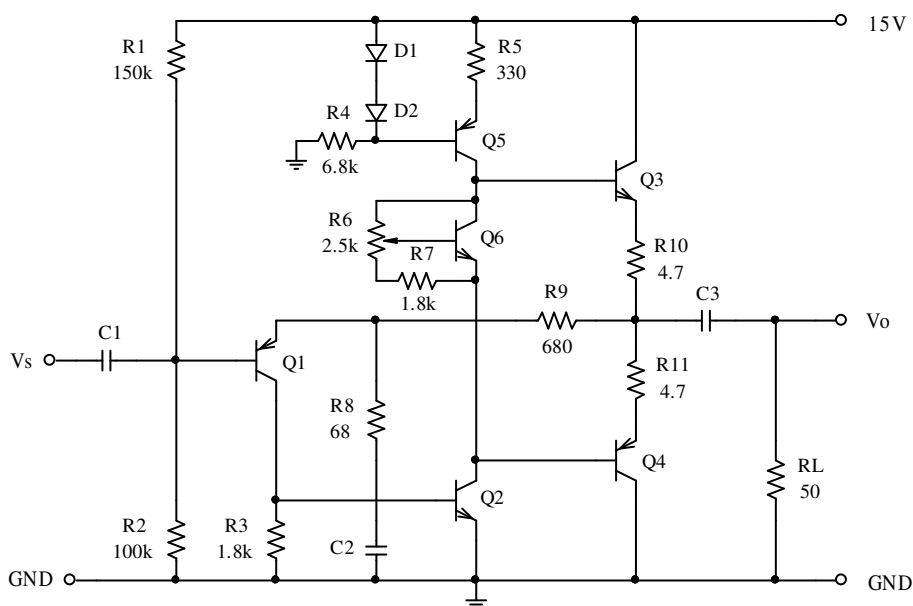 15V
R1
150k
D1
D2
R5
330
R4
6.8k
Q5
Q3
R6
2.5k
Q6
R7
1.8k
R10
4.7
R9
680
C3
Vo
C1
Vs
Q1
R11
4.7
R8
68
Q4
RL
50
Q2
R2
100k
R3
1.8k
C2
GND
GND